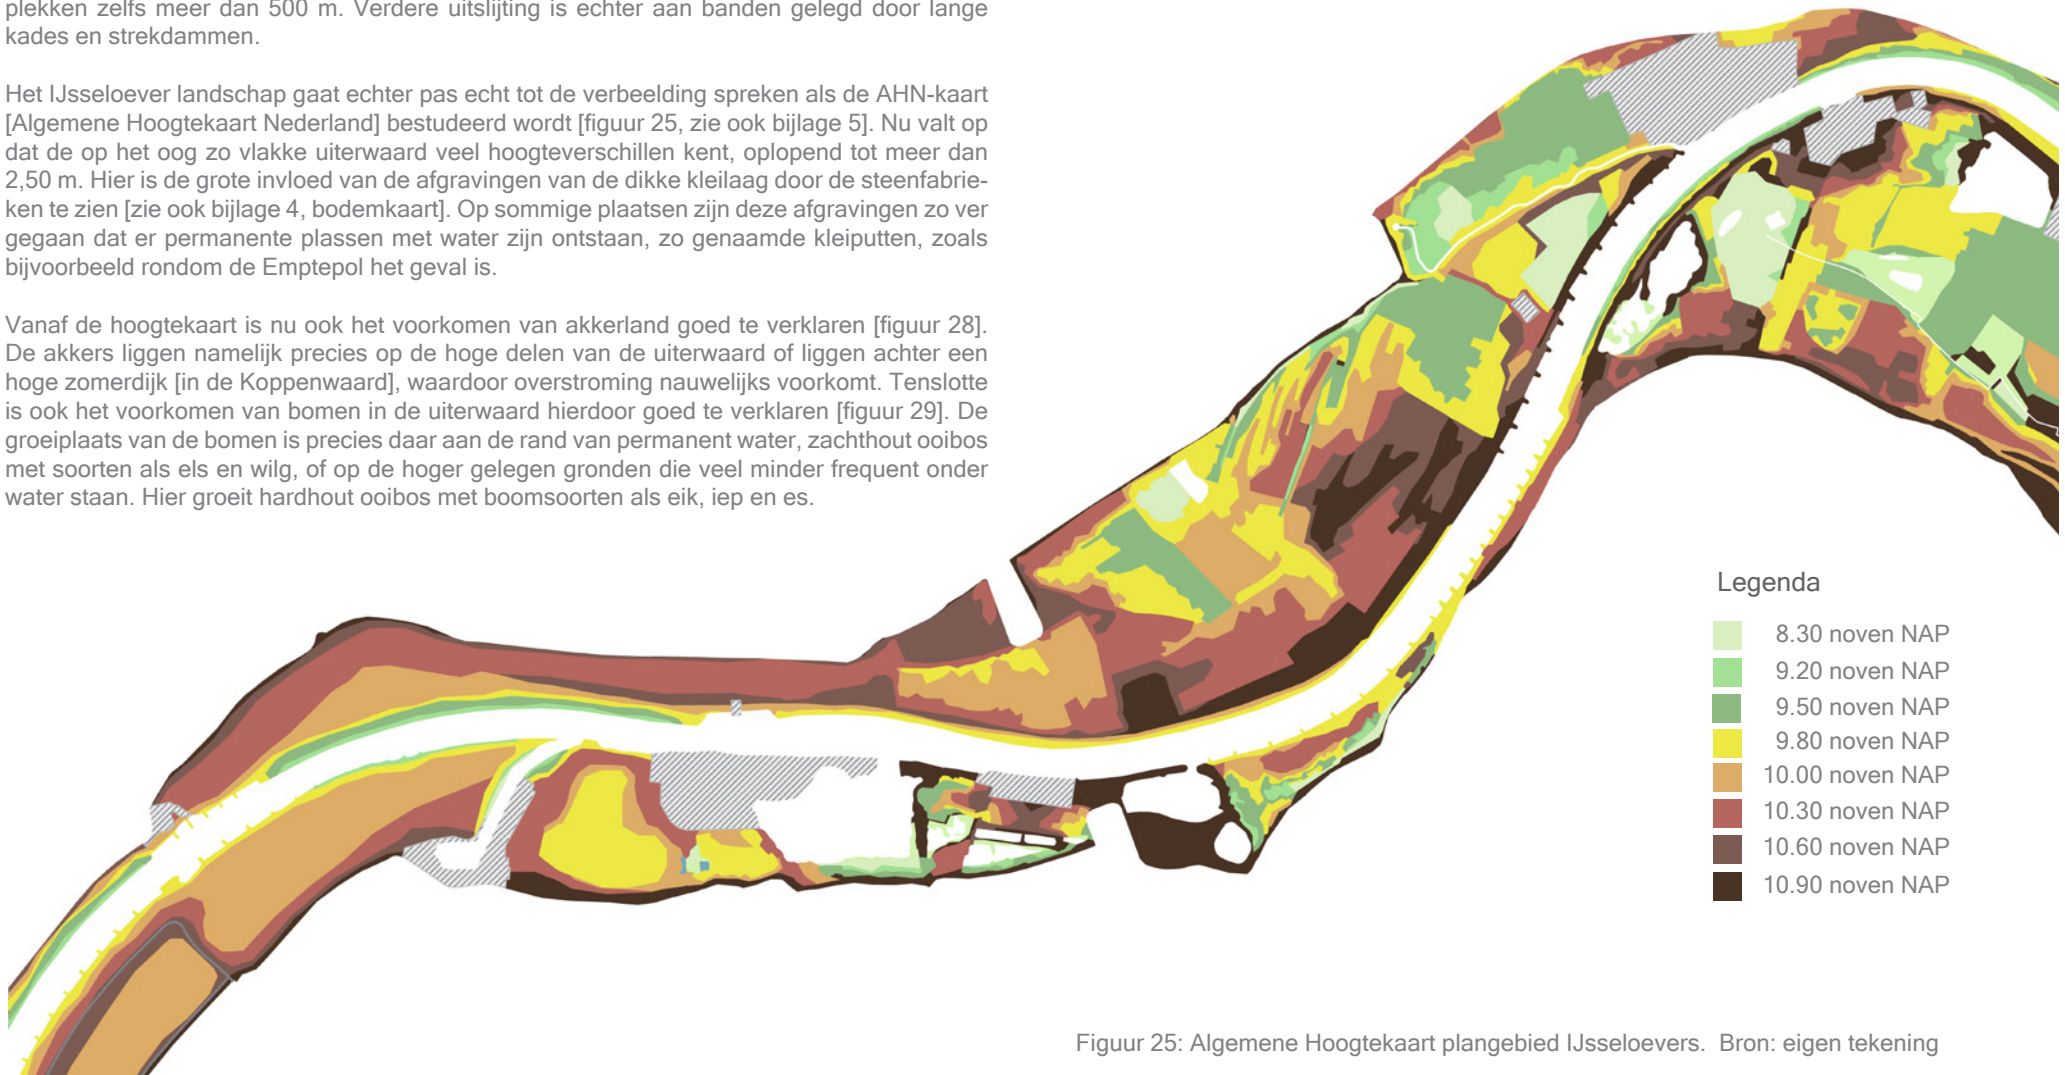 plekken zelfs meer dan 500 m. Verdere uitslijting is echter aan banden gelegd door lange
kades en strekdammen.
Het IJsseloever landschap gaat echter pas echt tot de verbeelding spreken als de AHN-kaart
[Algemene Hoogtekaart Nederland] bestudeerd wordt [figuur 25, zie ook bijlage 5]. Nu valt op
dat de op het oog zo vlakke uiterwaard veel hoogteverschillen kent, oplopend tot meer dan
2,50 m. Hier is de grote invloed van de afgravingen van de dikke kleilaag door de steenfabrie-
ken te zien [zie ook bijlage 4, bodemkaart]. Op sommige plaatsen zijn deze afgravingen zo ver
gegaan dat er permanente plassen met water zijn ontstaan, zo genaamde kleiputten, zoals
bijvoorbeeld rondom de Emptepol het geval is.
Vanaf de hoogtekaart is nu ook het voorkomen van akkerland goed te verklaren [figuur 28].
De akkers liggen namelijk precies op de hoge delen van de uiterwaard of liggen achter een
hoge zomerdijk [in de Koppenwaard], waardoor overstroming nauwelijks voorkomt. Tenslotte
is ook het voorkomen van bomen in de uiterwaard hierdoor goed te verklaren [figuur 29]. De
groeiplaats van de bomen is precies daar aan de rand van permanent water, zachthout ooibos
met soorten als els en wilg, of op de hoger gelegen gronden die veel minder frequent onder
water staan. Hier groeit hardhout ooibos met boomsoorten als eik, iep en es.
Legenda
8.30 noven NAP
9.20 noven NAP
9.50 noven NAP
9.80 noven NAP
10.00 noven NAP
10.30 noven NAP
10.60 noven NAP
10.90 noven NAP
Figuur 25: Algemene Hoogtekaart plangebied IJsseloevers. Bron: eigen tekening